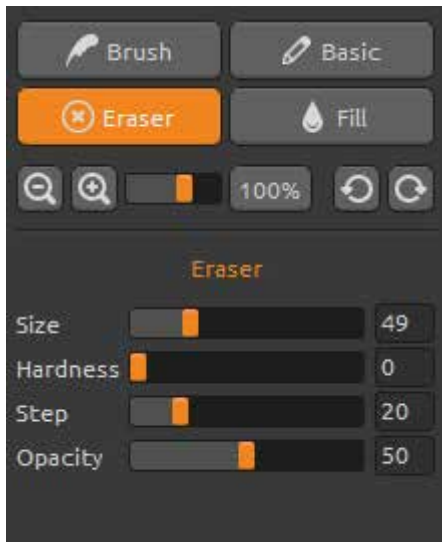 Brush Basic
Eraser Fill
100%
Eraser
Size 49
Hardness 0
Step 20
Opacity 50